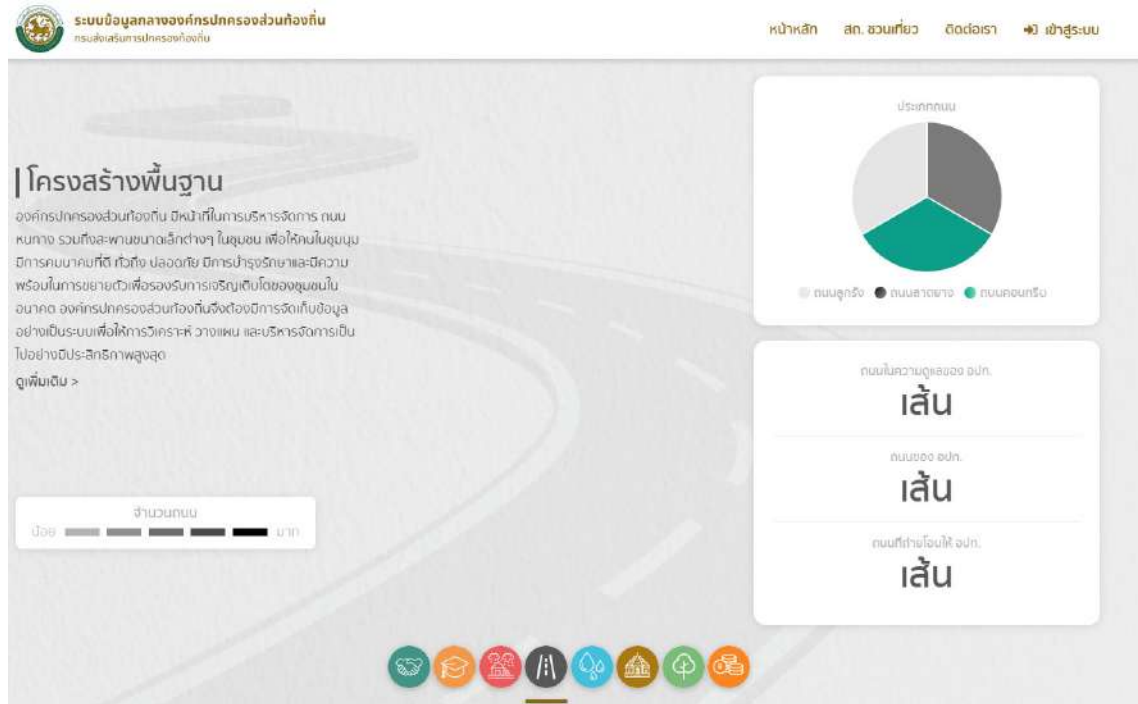 ระบบข้อมูลกลางองค์กรปกครองส่วนท้องถิ่น
กรมส่งเสริมการปกครองท้องถิ่น
หน้าหลัก สถ. ชวนเที่ยว ติดต่อเรา เข้าสู่ระบบ
โครงสร้างพื้นฐาน
องค์กรปกครองส่วนท้องถิ่น มีหน้าที่ในการบริหารจัดการ ถนน
หนทาง รวมถึงสะพานขนาดเล็กต่างๆ ในชุมชน เพื่อให้คนในชุมนุม
มีการคมนาคมที่ดี ทั่วถึง ปลอดภัย มีการบำรุงรักษาและมีความ
พร้อมในการขยายตัวเพื่อรองรับการเจริญเติบโตของชุมชนใน
อนาคต องค์กรปกครองส่วนท้องถิ่นจึงต้องมีการจัดเก็บข้อมูล
อย่างเป็นระบบเพื่อให้การวิเคราะห์ วางแผน และบริหารจัดการเป็น
ไปอย่างมีประสิทธิภาพสูงสุด
ดูเพิ่มเติม >
จำนวนถนน
น้อย มาก
ประเภทถนน
ถนนลูกรัง ถนนลาดยาง ถนนคอนกรีต
ถนนในความดูแลของ อปท.
เส้น
ถนนของ อปท.
เส้น
ถนนที่ถ่ายโอนให้ อปท.
เส้น